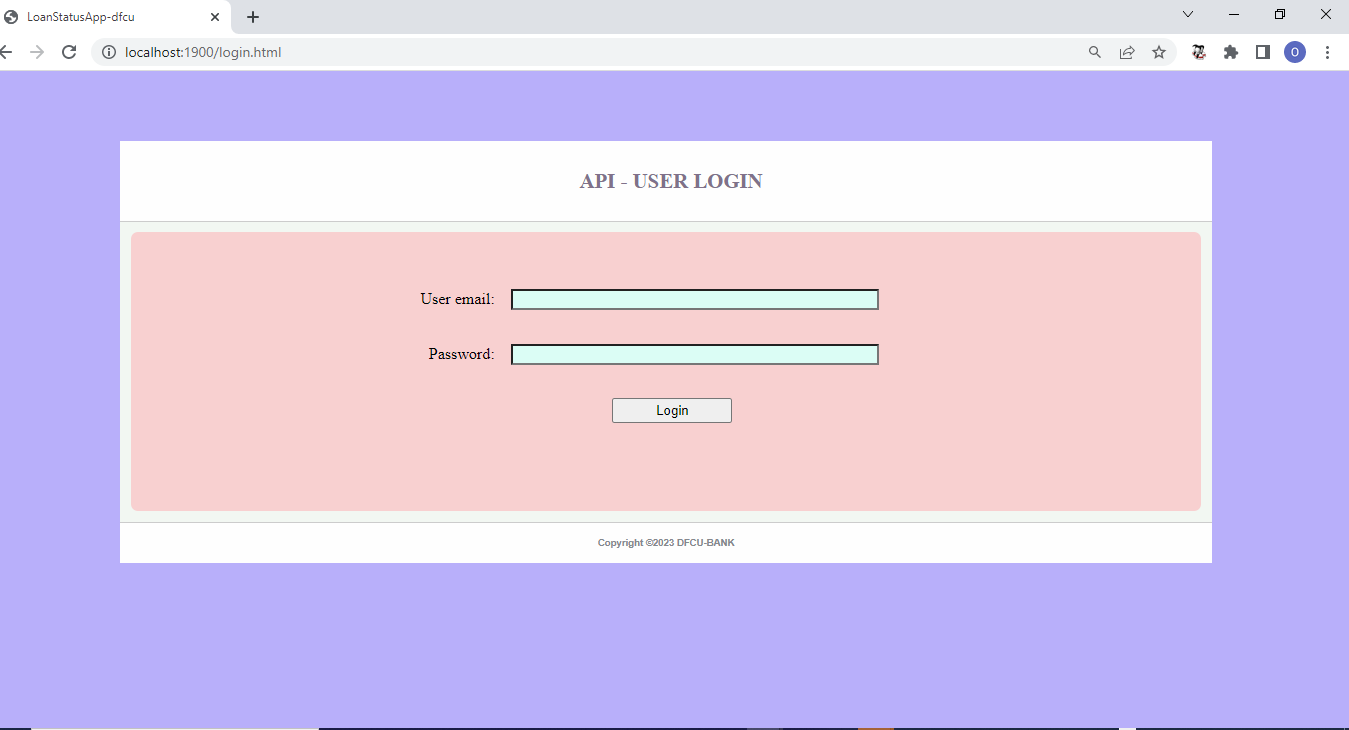 LoanStatusApp-dfcu
localhost:1900/login.html
O
API - USER LOGIN
User email:
Password:
Login
Copyright ©2023 DFCU-BANK